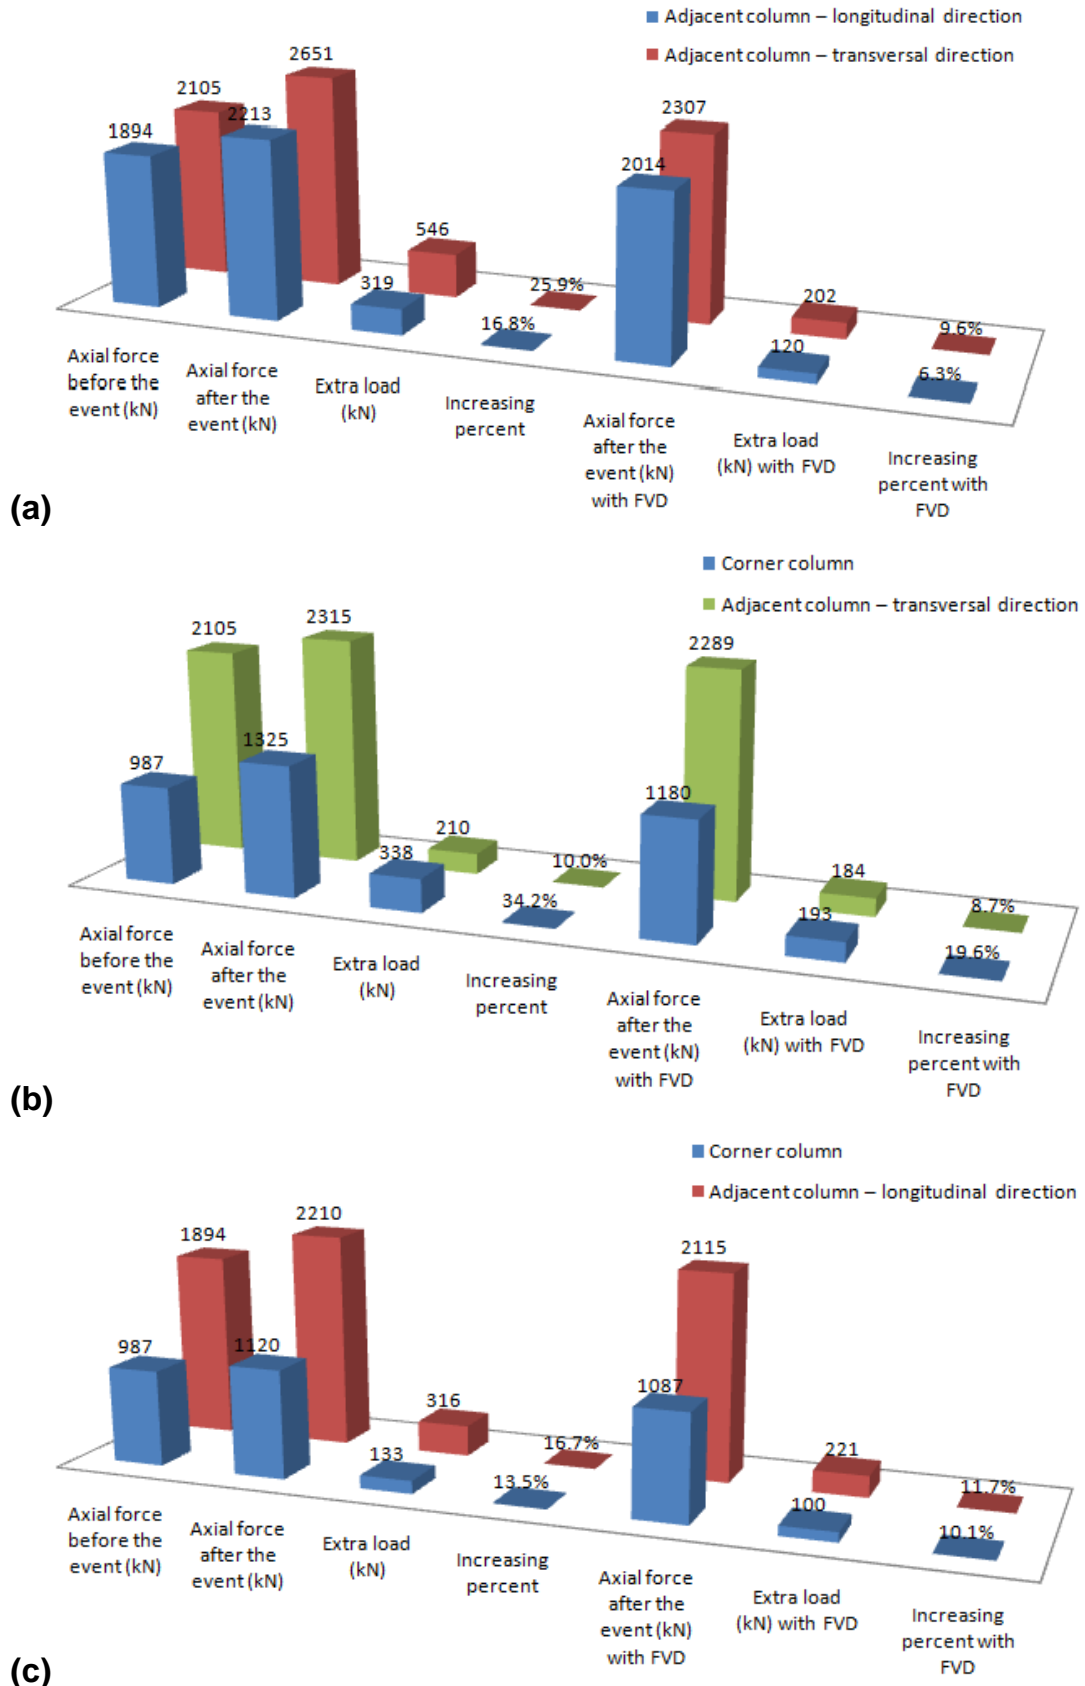 Adjacent column – longitudinal direction
Adjacent column – transversal direction
2651
2105
2213
1894
2307
2014
546
319
25.9%
16.8%
202
120
9.6%
6.3%
Axial force
before the
event (kN)
Axial force
after the
event (kN)
Extra load
(kN)
Increasing
percent
Axial force
after the
event (kN)
with FVD
Extra load
(kN) with FVD
Increasing
percent with
FVD
(a)
Corner column
Adjacent column – transversal direction
2105
2315
2289
987
1325
1180
210
338
10.0%
34.2%
184
193
8.7%
19.6%
Axial force
before the
event (kN)
Axial force
after the
event (kN)
Extra load
(kN)
Increasing
percent
Axial force
after the
event (kN)
with FVD
Extra load
(kN) with FVD
Increasing
percent with
FVD
(b)
Corner column
Adjacent column – longitudinal direction
1894
2210
2115
987
1120
1087
316
133
16.7%
13.5%
221
100
11.7%
10.1%
Axial force
before the
event (kN)
Axial force
after the
event (kN)
Extra load
(kN)
Increasing
percent
Axial force
after the
event (kN)
with FVD
Extra load
(kN) with FVD
Increasing
percent with
FVD
(c)